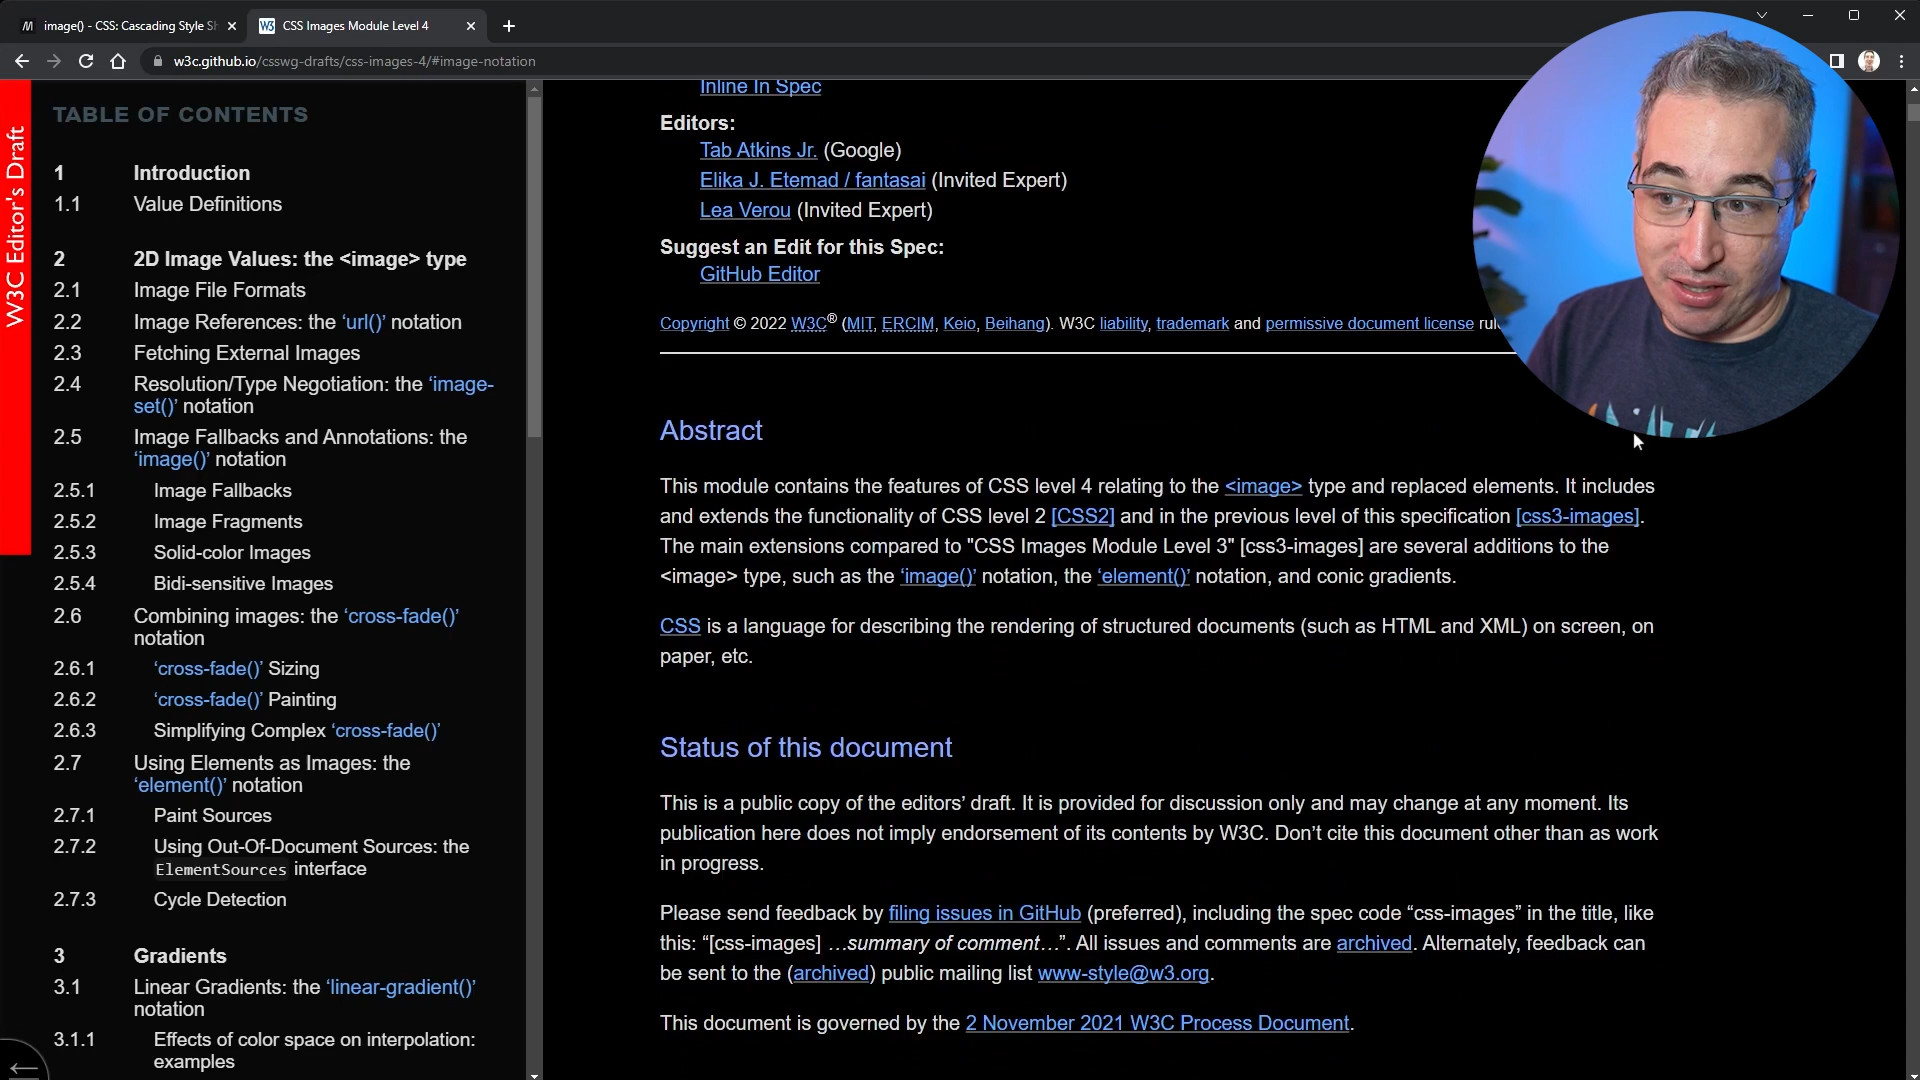 image() - CSS: Cascading Style Sh
CSS Images Module Level 4
w3c.github.io/csswg-drafts/css-images-4/#image-notation
W3C Editor's Draft
TABLE OF CONTENTS
1 Introduction
1.1 Value Definitions
2 2D Image Values: the <image> type
2.1 Image File Formats
2.2 Image References: the ‘url()’ notation
2.3 Fetching External Images
2.4 Resolution/Type Negotiation: the ‘image-
set()’ notation
2.5 Image Fallbacks and Annotations: the
‘image()’ notation
2.5.1 Image Fallbacks
2.5.2 Image Fragments
2.5.3 Solid-color Images
2.5.4 Bidi-sensitive Images
2.6 Combining images: the ‘cross-fade()’
notation
2.6.1 ‘cross-fade()’ Sizing
2.6.2 ‘cross-fade()’ Painting
2.6.3 Simplifying Complex ‘cross-fade()’
2.7 Using Elements as Images: the
‘element()’ notation
2.7.1 Paint Sources
2.7.2 Using Out-Of-Document Sources: the
ElementSources interface
2.7.3 Cycle Detection
3 Gradients
3.1 Linear Gradients: the ‘linear-gradient()’
notation
3.1.1 Effects of color space on interpolation:
examples
Inline In Spec
Editors:
Tab Atkins Jr. (Google)
Elika J. Etemad / fantasai (Invited Expert)
Lea Verou (Invited Expert)
Suggest an Edit for this Spec:
GitHub Editor
Copyright © 2022 W3C® (MIT, ERCIM, Keio, Beihang). W3C liability, trademark and permissive document license rul
Abstract
This module contains the features of CSS level 4 relating to the <image> type and replaced elements. It includes
and extends the functionality of CSS level 2 [CSS2] and in the previous level of this specification [css3-images].
The main extensions compared to "CSS Images Module Level 3" [css3-images] are several additions to the
<image> type, such as the ‘image()’ notation, the ‘element()’ notation, and conic gradients.
CSS is a language for describing the rendering of structured documents (such as HTML and XML) on screen, on
paper, etc.
Status of this document
This is a public copy of the editors’ draft. It is provided for discussion only and may change at any moment. Its
publication here does not imply endorsement of its contents by W3C. Don’t cite this document other than as work
in progress.
Please send feedback by filing issues in GitHub (preferred), including the spec code “css-images” in the title, like
this: “[css-images] …summary of comment…”. All issues and comments are archived. Alternately, feedback can
be sent to the (archived) public mailing list www-style@w3.org.
This document is governed by the 2 November 2021 W3C Process Document.